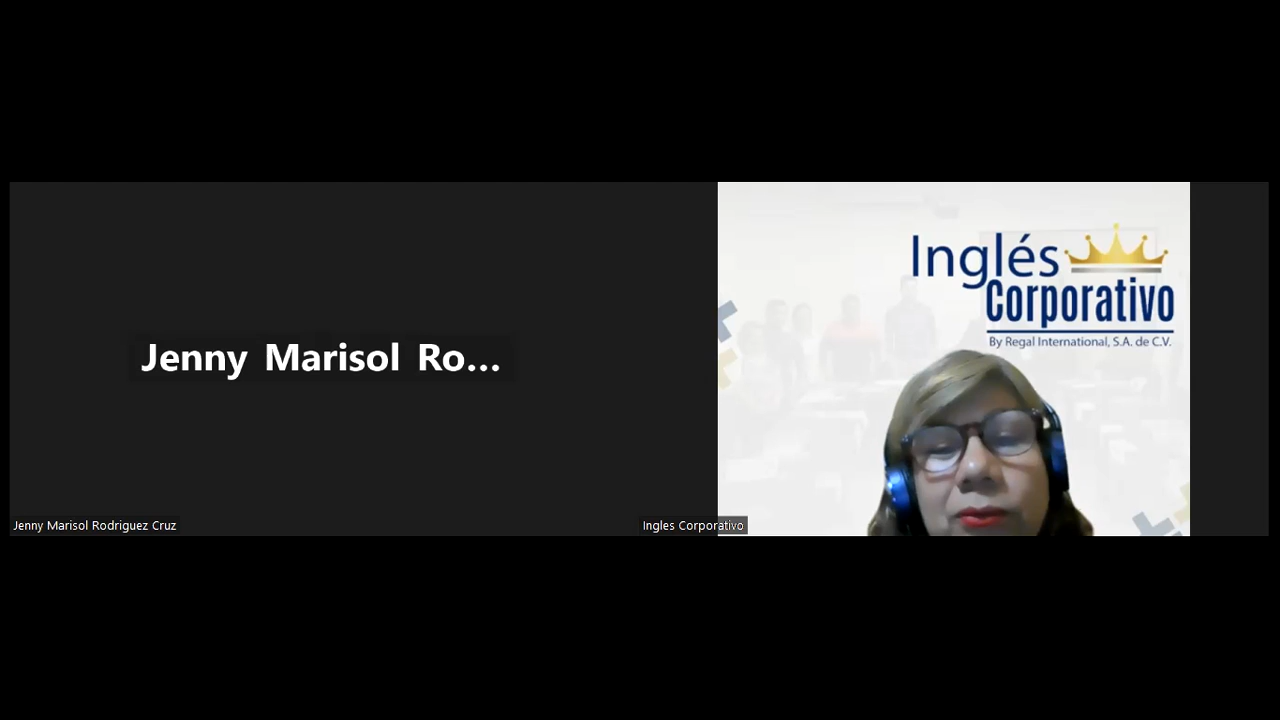 Jenny Marisol Ro...
Jenny Marisol Rodriguez Cruz
Inglés
Corporativo
By Regal International, S.A. de C.V.
Ingles Corporativo